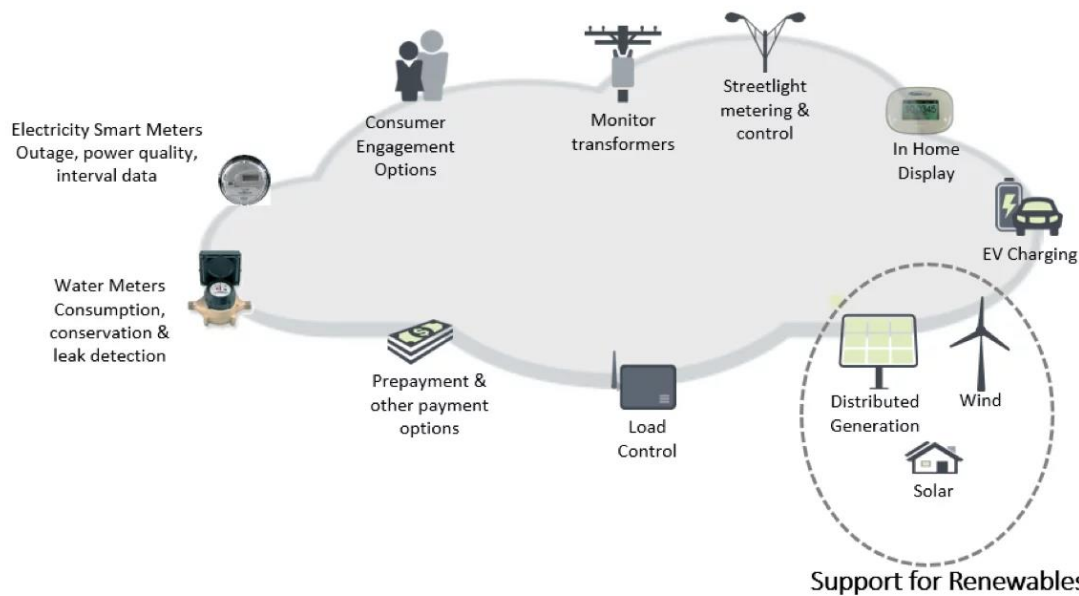 Electricity Smart Meters
Outage, power quality,
interval data
Consumer
Engagement
Options
Monitor
transformers
Streetlight
metering &
control
In Home
Display
EV Charging
Water Meters
Consumption,
conservation &
leak detection
Prepayment &
other payment
options
Load
Control
Distributed
Generation
Wind
Solar
Support for Renewables